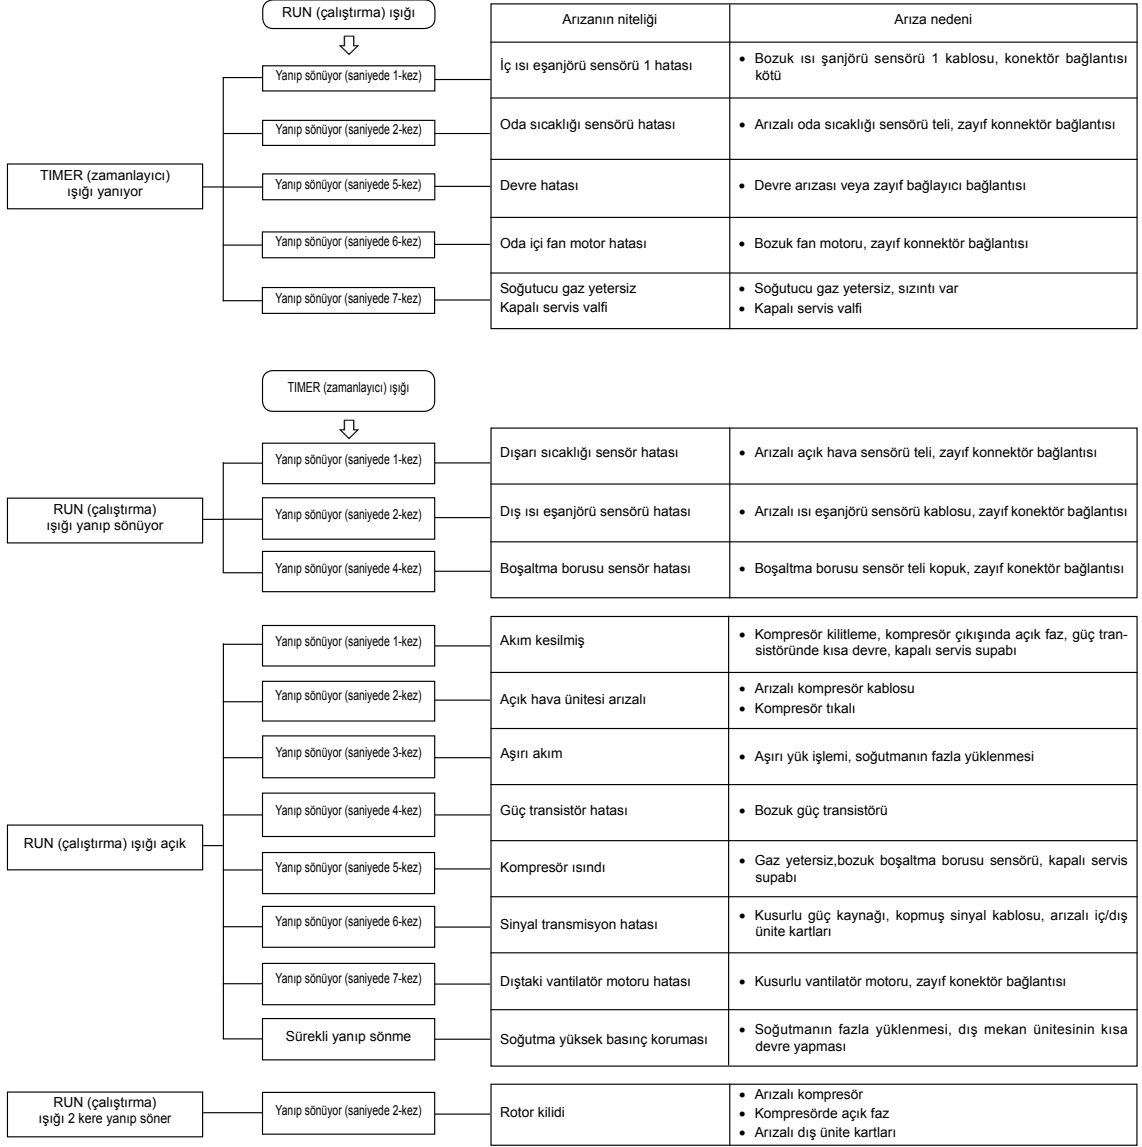 RUN (çalıştırma) ışığı
Arızanın niteliği
Arıza nedeni
TIMER (zamanlayıcı)
ışığı yanıyor
Yanıp sönüyor (saniyede 1-kez)
İç ısı eşanjörü sensörü 1 hatası
• Bozuk ısı şanjörü sensörü 1 kablosu, konektör bağlantısı
kötü
Yanıp sönüyor (saniyede 2-kez)
Oda sıcaklığı sensörü hatası
• Arızalı oda sıcaklığı sensörü teli, zayıf konnektör bağlantısı
Yanıp sönüyor (saniyede 5-kez)
Devre hatası
• Devre arızası veya zayıf bağlayıcı bağlantısı
Yanıp sönüyor (saniyede 6-kez)
Oda içi fan motor hatası
• Bozuk fan motoru, zayıf konnektör bağlantısı
Yanıp sönüyor (saniyede 7-kez)
Soğutucu gaz yetersiz
Kapalı servis valfi
• Soğutucu gaz yetersiz, sızıntı var
• Kapalı servis valfi
TIMER (zamanlayıcı) ışığı
RUN (çalıştırma)
ışığı yanıp sönüyor
Yanıp sönüyor (saniyede 1-kez)
Dışarı sıcaklığı sensör hatası
• Arızalı açık hava sensörü teli, zayıf konnektör bağlantısı
Yanıp sönüyor (saniyede 2-kez)
Dış ısı eşanjörü sensörü hatası
• Arızalı ısı eşanjörü sensörü kablosu, zayıf konektör bağlantısı
Yanıp sönüyor (saniyede 4-kez)
Boşaltma borusu sensör hatası
• Boşaltma borusu sensör teli kopuk, zayıf konektör bağlantısı
RUN (çalıştırma) ışığı açık
Yanıp sönüyor (saniyede 1-kez)
Akım kesilmiş
• Kompresör kilitleme, kompresör çıkışında açık faz, güç tran-
sistöründe kısa devre, kapalı servis supabı
Yanıp sönüyor (saniyede 2-kez)
Açık hava ünitesi arızalı
• Arızalı kompresör kablosu
• Kompresör tıkalı
Yanıp sönüyor (saniyede 3-kez)
Aşırı akım
• Aşırı yük işlemi, soğutmanın fazla yüklenmesi
Yanıp sönüyor (saniyede 4-kez)
Güç transistör hatası
• Bozuk güç transistörü
Yanıp sönüyor (saniyede 5-kez)
Kompresör ısındı
• Gaz yetersiz,bozuk boşaltma borusu sensörü, kapalı servis
supabı
Yanıp sönüyor (saniyede 6-kez)
Sinyal transmisyon hatası
• Kusurlu güç kaynağı, kopmuş sinyal kablosu, arızalı iç/dış
ünite kartları
Yanıp sönüyor (saniyede 7-kez)
Dıştaki vantilatör motoru hatası
• Kusurlu vantilatör motoru, zayıf konektör bağlantısı
Sürekli yanıp sönme
Soğutma yüksek basınç koruması
• Soğutmanın fazla yüklenmesi, dış mekan ünitesinin kısa
devre yapması
RUN (çalıştırma)
ışığı 2 kere yanıp söner
Yanıp sönüyor (saniyede 2-kez)
Rotor kilidi
• Arızalı kompresör
• Kompresörde açık faz
• Arızalı dış ünite kartları